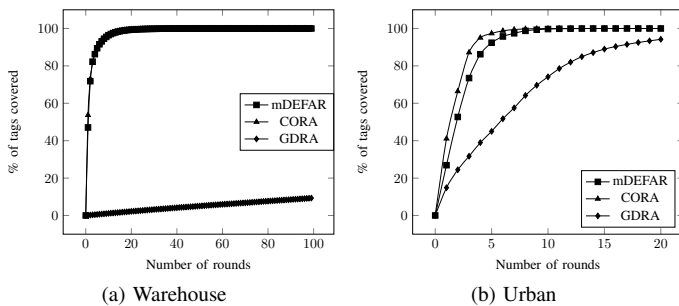 0
20
40
60
80
100
0
20
40
60
80
100
Number of rounds
% of tags covered
mDEFAR
CORA
GDRA
(a) Warehouse
0
5
10
15
20
0
20
40
60
80
100
Number of rounds
% of tags covered
mDEFAR
CORA
GDRA
(b) Urban